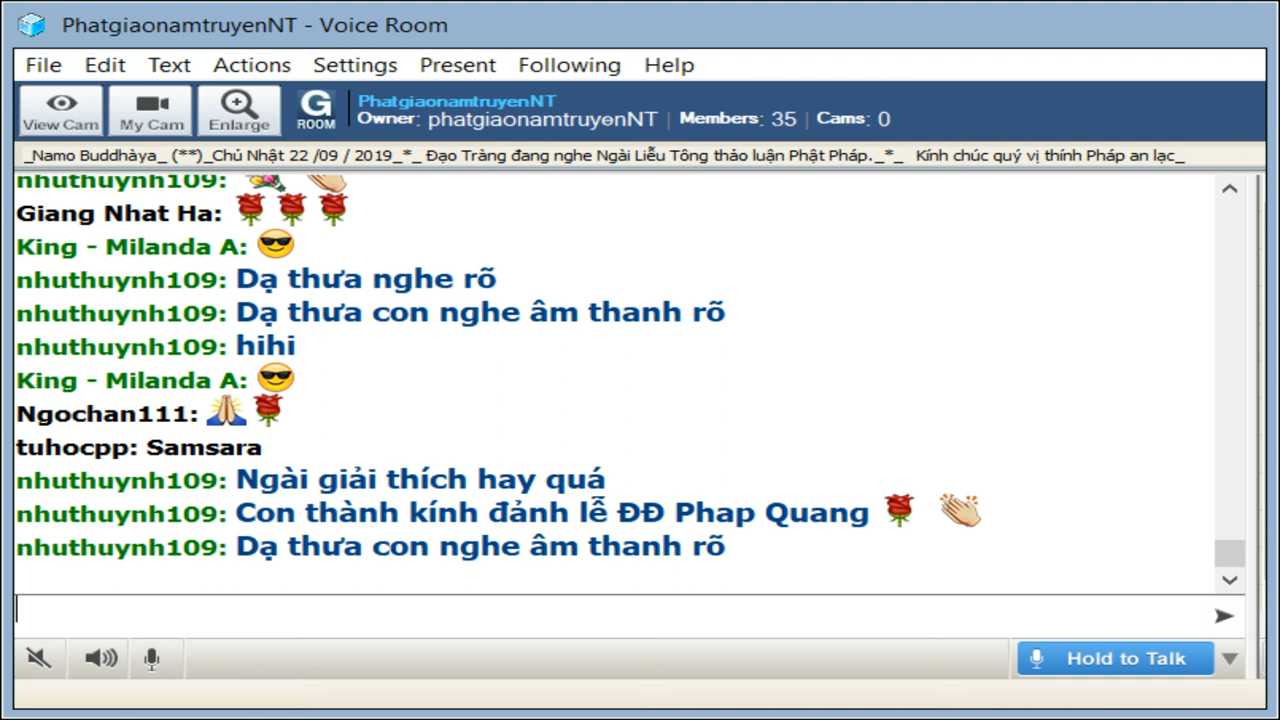 PhatgiaonamtruyenNT - Voice Room
File Edit Text Actions Settings Present Following Help
View Cam My Cam Enlarge G ROOM PhatgiaonamtruyenNT
Owner: phatgiaonamtruyenNT | Members: 35 | Cams: 0
_Namo Buddhàya_ (**)_Chủ Nhật 22 /09 / 2019_*_ Đạo Tràng đang nghe Ngài Liễu Tông thảo luận Phật Pháp._*_ Kính chúc quý vị thính Pháp an lạc_
nhuthuynh109:
Giang Nhat Ha:
King - Milanda A:
nhuthuynh109: Dạ thưa nghe rõ
nhuthuynh109: Dạ thưa con nghe âm thanh rõ
nhuthuynh109: hihi
King - Milanda A:
Ngochan111:
tuhocpp: Samsara
nhuthuynh109: Ngài giải thích hay quá
nhuthuynh109: Con thành kính đảnh lễ ĐĐ Phap Quang
nhuthuynh109: Dạ thưa con nghe âm thanh rõ
Hold to Talk